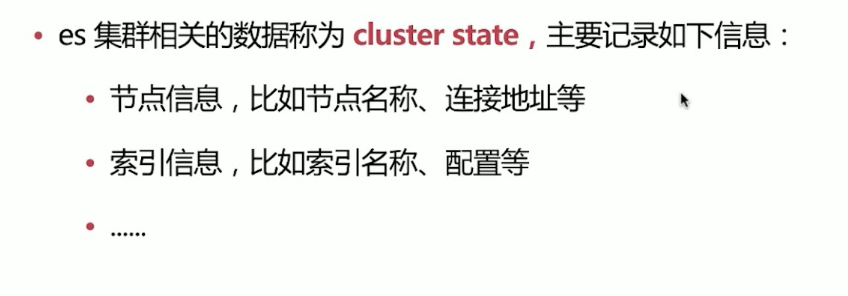 • es 集群相关的数据称为 cluster state，主要记录如下信息：
• 节点信息，比如节点名称、连接地址等
• 索引信息，比如索引名称、配置等
• ......